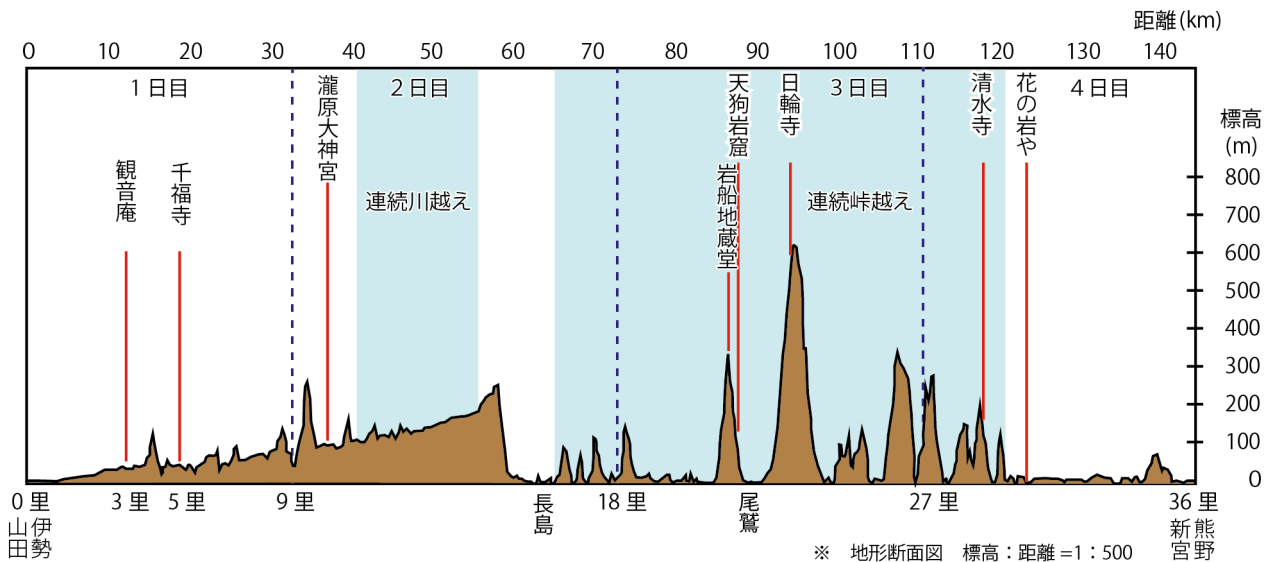 距離(km)
0 10 20 30 40 50 60 70 80 90 100 110 120 130 140
1日目
2日目
3日目
4日目
瀧原大神宮
天狗岩窟
日輪寺
清水寺
花の岩や
観音庵
千福寺
岩船地蔵堂
連続川越え
連続峠越え
標高
(m)
800
700
600
500
400
300
200
100
0
0里 3里 5里 9里 18里 27里 36里
伊勢
山田
長島
尾鷲
熊野
新宮
※ 地形断面図 標高：距離=1：500